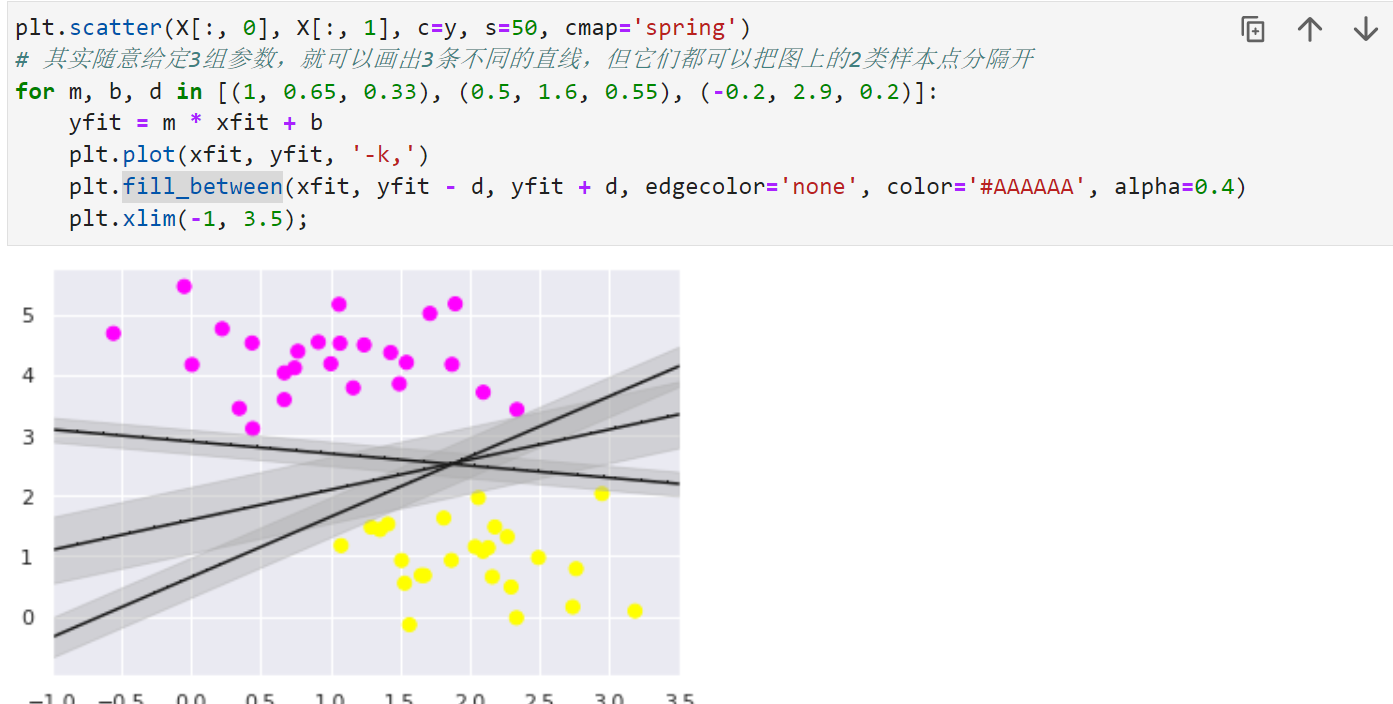 plt.scatter(X[:, 0], X[:, 1], c=y, s=50, cmap='spring')
# 其实随意给定3组参数，就可以画出3条不同的直线，但它们都可以把图上的2类样本点分隔开
for m, b, d in [(1, 0.65, 0.33), (0.5, 1.6, 0.55), (-0.2, 2.9, 0.2)]:
    yfit = m * xfit + b
    plt.plot(xfit, yfit, '-k,')
    plt.fill_between(xfit, yfit - d, yfit + d, edgecolor='none', color='#AAAAAA', alpha=0.4)
    plt.xlim(-1, 3.5);
5
4
3
2
1
0
−1.0 −0.5 0.0 0.5 1.0 1.5 2.0 2.5 3.0 3.5